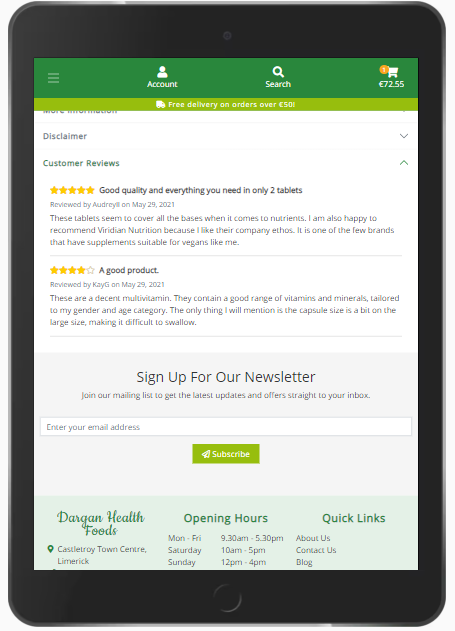 Account
Search
1
€72.55
Free delivery on orders over €50!
More Information
Disclaimer
Customer Reviews
Good quality and everything you need in only 2 tablets
Reviewed by Audreyll on May 29, 2021
These tablets seem to cover all the bases when it comes to nutrients. I am also happy to
recommend Viridian Nutrition because I like their company ethos. It is one of the few brands
that have supplements suitable for vegans like me.
A good product.
Reviewed by KayG on May 29, 2021
These are a decent multivitamin. They contain a good range of vitamins and minerals, tailored
to my gender and age category. The only thing I will mention is the capsule size is a bit on the
large size, making it difficult to swallow.
Sign Up For Our Newsletter
Join our mailing list to get the latest updates and offers straight to your inbox.
Enter your email address
Subscribe
Dargan Health
Foods
Castletroy Town Centre,
Limerick
Opening Hours
Mon - Fri 9.30am - 5.30pm
Saturday 10am - 5pm
Sunday 12pm - 4pm
Quick Links
About Us
Contact Us
Blog